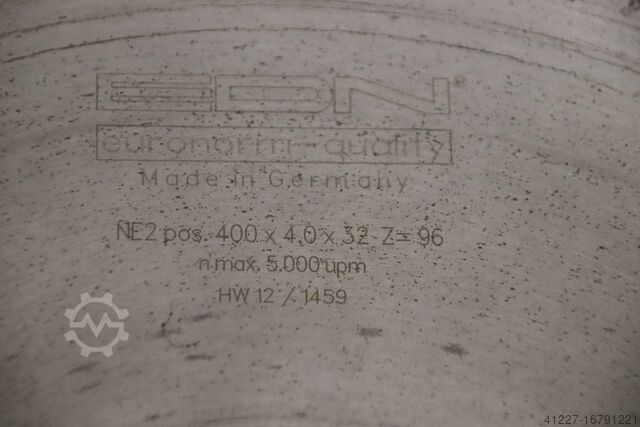 EDN
euronorm-quality
Made in Germany
NE2 pos. 400 x 4,0 x 32 Z= 96
n max. 5.000 upm
HW 12 / 1459
41227-16791221